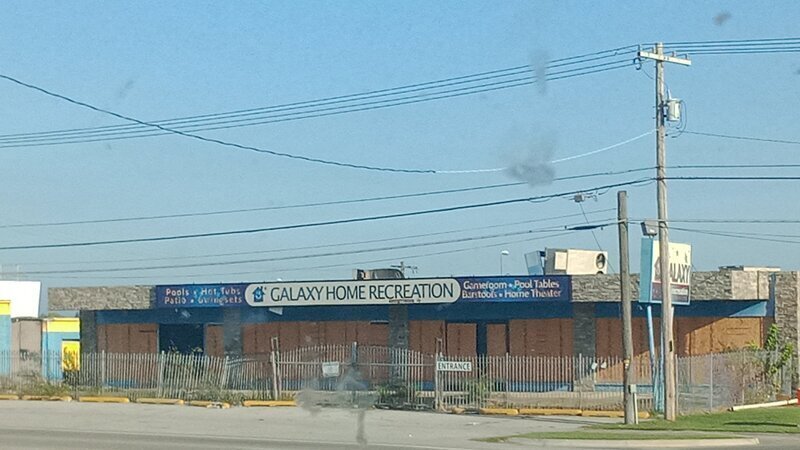 Pools • Hot Tubs
Patio • Swingsets
GALAXY HOME RECREATION
Gameroom • Pool Tables
Barstools • Home Theater
GALAXY
ENTRANCE